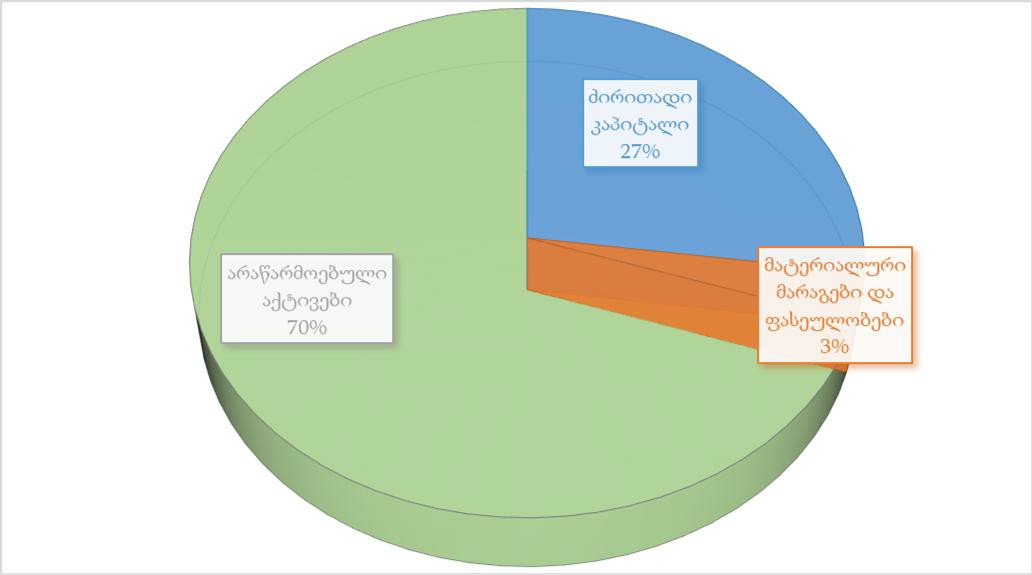 ძირითადი
კაპიტალი
27%
მატერიალური
მარაგები და
ფასეულობები
3%
არაწარმოებული
აქტივები
70%